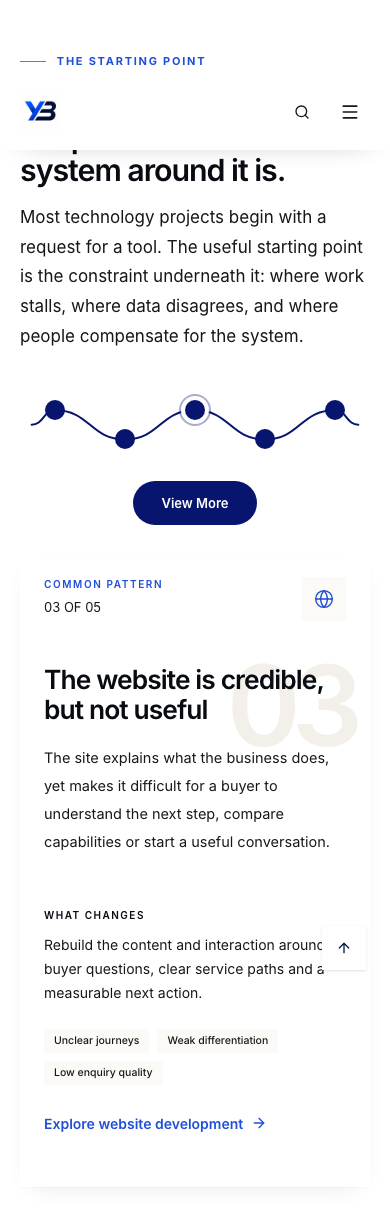 THE STARTING POINT
YB
system around it is.
Most technology projects begin with a
request for a tool. The useful starting point
is the constraint underneath it: where work
stalls, where data disagrees, and where
people compensate for the system.
View More
COMMON PATTERN
03 OF 05
03
The website is credible,
but not useful
The site explains what the business does,
yet makes it difficult for a buyer to
understand the next step, compare
capabilities or start a useful conversation.
WHAT CHANGES
Rebuild the content and interaction around
buyer questions, clear service paths and a
measurable next action.
Unclear journeys
Weak differentiation
Low enquiry quality
Explore website development